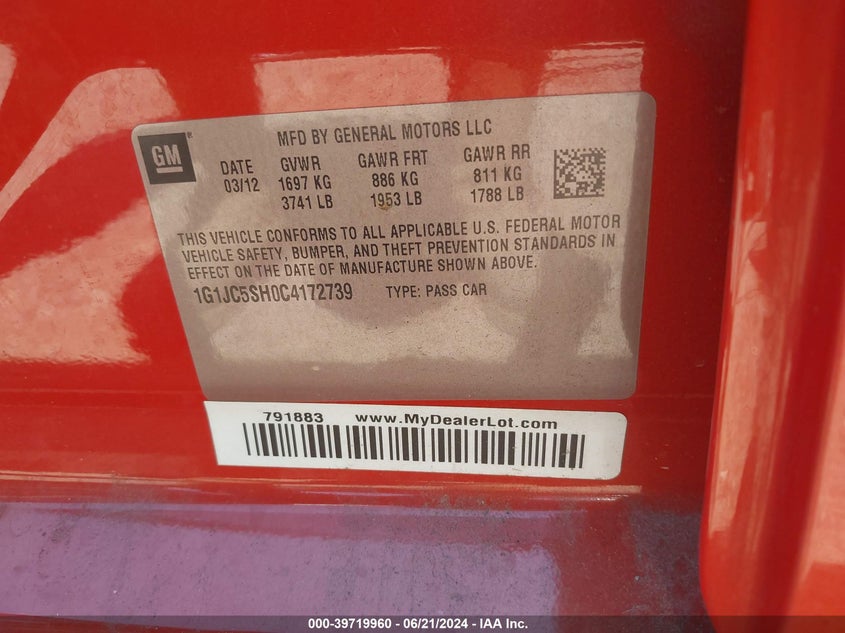 GM
MFD BY GENERAL MOTORS LLC
DATE GVWR GAWR FRT GAWR RR
03/12 1697 KG 886 KG 811 KG
3741 LB 1953 LB 1788 LB
THIS VEHICLE CONFORMS TO ALL APPLICABLE U.S. FEDERAL MOTOR
VEHICLE SAFETY, BUMPER, AND THEFT PREVENTION STANDARDS IN
EFFECT ON THE DATE OF MANUFACTURE SHOWN ABOVE.
1G1JC5SH0C4172739 TYPE: PASS CAR
791883 www.MyDealerLot.com
000-39719960 - 06/21/2024 - IAA Inc.